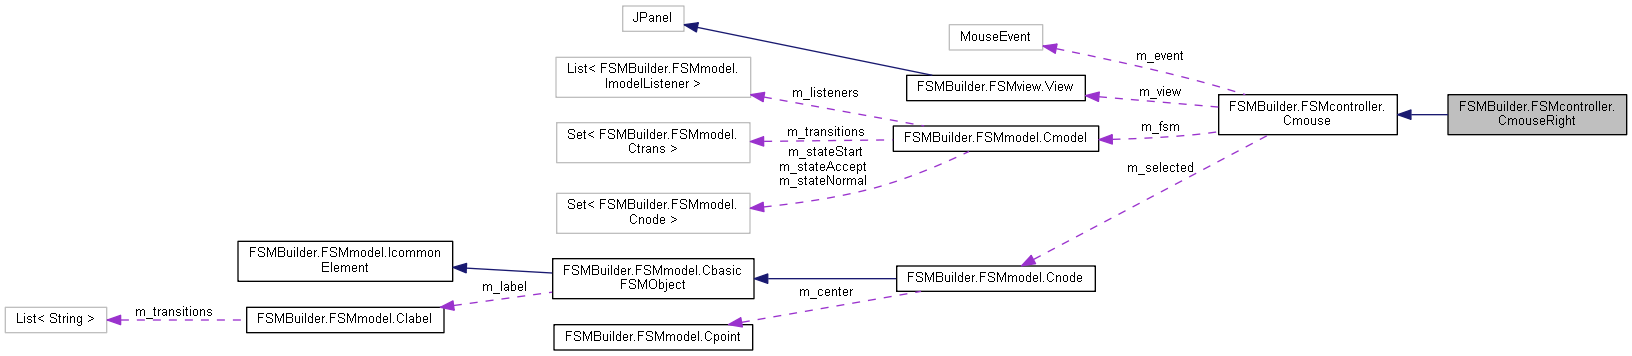 JPanel
MouseEvent
m_event
List< FSMBuilder.FSMmodel.
ImodelListener >
FSMBuilder.FSMview.View
m_view
FSMBuilder.FSMcontroller.
Cmouse
FSMBuilder.FSMcontroller.
CmouseRight
m_listeners
Set< FSMBuilder.FSMmodel.
Ctrans >
m_transitions
FSMBuilder.FSMmodel.Cmodel
m_fsm
m_stateStart
m_stateAccept
m_stateNormal
m_selected
Set< FSMBuilder.FSMmodel.
Cnode >
FSMBuilder.FSMmodel.Icommon
Element
FSMBuilder.FSMmodel.Cbasic
FSMObject
FSMBuilder.FSMmodel.Cnode
m_label
m_center
List< String >
m_transitions
FSMBuilder.FSMmodel.Clabel
FSMBuilder.FSMmodel.Cpoint